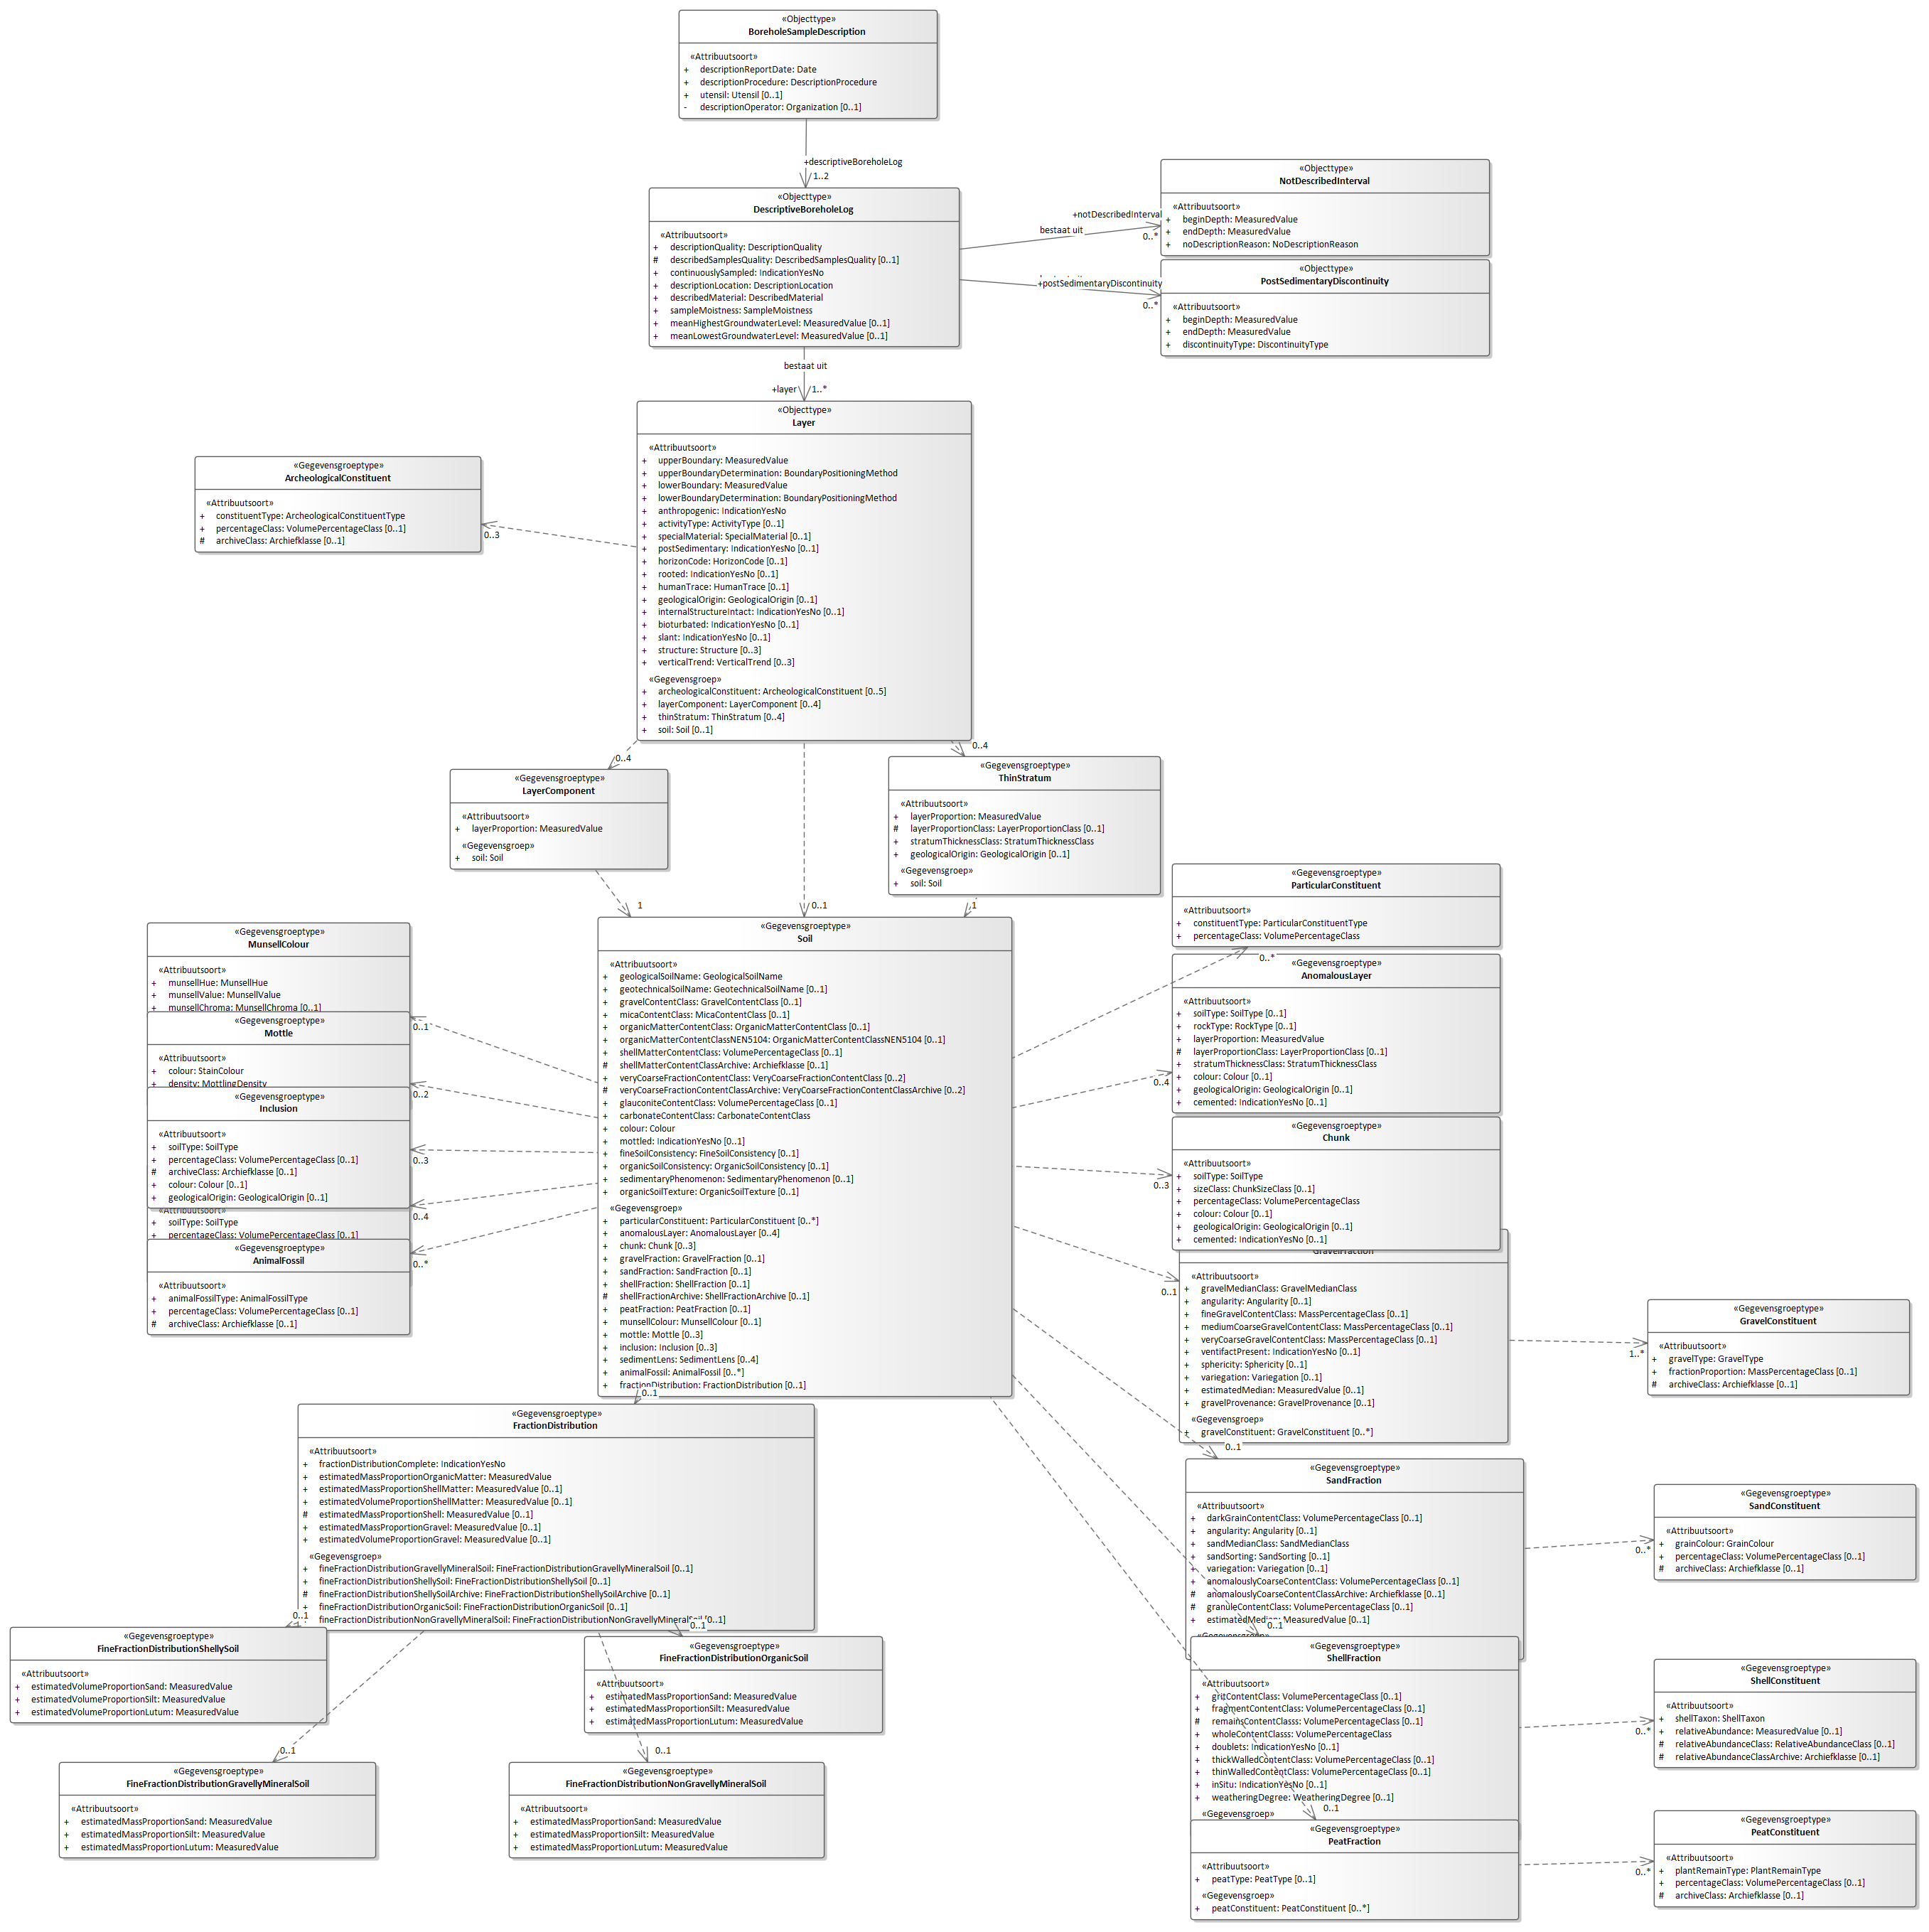 «Objecttype»
BoreholeSampleDescription
«Attribuutsoort»
+ descriptionReportDate: Date
+ descriptionProcedure: DescriptionProcedure
+ utensil: Utensil [0..1]
- descriptionOperator: Organization [0..1]
+descriptiveBoreholeLog
1..2
«Objecttype»
DescriptiveBoreholeLog
«Attribuutsoort»
+ descriptionQuality: DescriptionQuality
# describedSamplesQuality: DescribedSamplesQuality [0..1]
+ continuouslySampled: IndicationYesNo
+ descriptionLocation: DescriptionLocation
+ describedMaterial: DescribedMaterial
+ sampleMoistness: SampleMoistness
+ meanHighestGroundwaterLevel: MeasuredValue [0..1]
+ meanLowestGroundwaterLevel: MeasuredValue [0..1]
+notDescribedInterval
bestaat uit
0..*
+postSedimentaryDiscontinuity
0..*
«Objecttype»
NotDescribedInterval
«Attribuutsoort»
+ beginDepth: MeasuredValue
+ endDepth: MeasuredValue
+ noDescriptionReason: NoDescriptionReason
«Objecttype»
PostSedimentaryDiscontinuity
«Attribuutsoort»
+ beginDepth: MeasuredValue
+ endDepth: MeasuredValue
+ discontinuityType: DiscontinuityType
bestaat uit
+layer 1..*
«Objecttype»
Layer
«Attribuutsoort»
+ upperBoundary: MeasuredValue
+ upperBoundaryDetermination: BoundaryPositioningMethod
+ lowerBoundary: MeasuredValue
+ lowerBoundaryDetermination: BoundaryPositioningMethod
+ anthropogenic: IndicationYesNo
+ activityType: ActivityType [0..1]
+ specialMaterial: SpecialMaterial [0..1]
+ postSedimentary: IndicationYesNo [0..1]
+ horizonCode: HorizonCode [0..1]
+ rooted: IndicationYesNo [0..1]
+ humanTrace: HumanTrace [0..1]
+ geologicalOrigin: GeologicalOrigin [0..1]
+ internalStructureIntact: IndicationYesNo [0..1]
+ bioturbated: IndicationYesNo [0..1]
+ slant: IndicationYesNo [0..1]
+ structure: Structure [0..3]
+ verticalTrend: VerticalTrend [0..3]
«Gegevensgroep»
+ archeologicalConstituent: ArcheologicalConstituent [0..5]
+ layerComponent: LayerComponent [0..4]
+ thinStratum: ThinStratum [0..4]
+ soil: Soil [0..1]
«Gegevensgroeptype»
ArcheologicalConstituent
«Attribuutsoort»
+ constituentType: ArcheologicalConstituentType
+ percentageClass: VolumePercentageClass [0..1]
# archiveClass: Archiefklasse [0..1]
0..3
0..4
0..4
«Gegevensgroeptype»
LayerComponent
«Attribuutsoort»
+ layerProportion: MeasuredValue
«Gegevensgroep»
+ soil: Soil
«Gegevensgroeptype»
ThinStratum
«Attribuutsoort»
+ layerProportion: MeasuredValue
# layerProportionClass: LayerProportionClass [0..1]
+ stratumThicknessClass: StratumThicknessClass
+ geologicalOrigin: GeologicalOrigin [0..1]
«Gegevensgroep»
+ soil: Soil
1
0..1
1
«Gegevensgroeptype»
Soil
«Attribuutsoort»
+ geologicalSoilName: GeologicalSoilName
+ geotechnicalSoilName: GeotechnicalSoilName [0..1]
+ gravelContentClass: GravelContentClass [0..1]
+ micaContentClass: MicaContentClass [0..1]
+ organicMatterContentClass: OrganicMatterContentClass [0..1]
+ organicMatterContentClassNEN5104: OrganicMatterContentClassNEN5104 [0..1]
+ shellMatterContentClass: VolumePercentageClass [0..1]
# shellMatterContentClassArchive: Archiefklasse [0..1]
+ veryCoarseFractionContentClass: VeryCoarseFractionContentClass [0..2]
# veryCoarseFractionContentClassArchive: VeryCoarseFractionContentClassArchive [0..2]
+ glauconiteContentClass: VolumePercentageClass [0..1]
+ carbonateContentClass: CarbonateContentClass
+ colour: Colour
+ mottled: IndicationYesNo [0..1]
+ fineSoilConsistency: FineSoilConsistency [0..1]
+ organicSoilConsistency: OrganicSoilConsistency [0..1]
+ sedimentaryPhenomenon: SedimentaryPhenomenon [0..1]
+ organicSoilTexture: OrganicSoilTexture [0..1]
«Gegevensgroep»
+ particularConstituent: ParticularConstituent [0..*]
+ anomalousLayer: AnomalousLayer [0..4]
+ chunk: Chunk [0..3]
+ gravelFraction: GravelFraction [0..1]
+ sandFraction: SandFraction [0..1]
+ shellFraction: ShellFraction [0..1]
# shellFractionArchive: ShellFractionArchive [0..1]
+ peatFraction: PeatFraction [0..1]
+ munsellColour: MunsellColour [0..1]
+ mottle: Mottle [0..3]
+ inclusion: Inclusion [0..3]
+ sedimentLens: SedimentLens [0..4]
+ animalFossil: AnimalFossil [0..*]
+ fractionDistribution: FractionDistribution [0..1]
«Gegevensgroeptype»
MunsellColour
«Attribuutsoort»
+ munsellHue: MunsellHue
+ munsellValue: MunsellValue
+ munsellChroma: MunsellChroma [0..1]
0..1
«Gegevensgroeptype»
Mottle
«Attribuutsoort»
+ colour: StainColour
density: MottlingDensity
0..2
«Gegevensgroeptype»
Inclusion
«Attribuutsoort»
+ soilType: SoilType
+ percentageClass: VolumePercentageClass [0..1]
# archiveClass: Archiefklasse [0..1]
+ colour: Colour [0..1]
+ geologicalOrigin: GeologicalOrigin [0..1]
0..3
«Attribuutsoort»
+ soilType: SoilType
+ percentageClass: VolumePercentageClass
0..4
«Gegevensgroeptype»
AnimalFossil
«Attribuutsoort»
+ animalFossilType: AnimalFossilType
+ percentageClass: VolumePercentageClass [0..1]
# archiveClass: Archiefklasse [0..1]
0..*
«Gegevensgroeptype»
ParticularConstituent
«Attribuutsoort»
+ constituentType: ParticularConstituentType
+ percentageClass: VolumePercentageClass
0..*
«Gegevensgroeptype»
AnomalousLayer
«Attribuutsoort»
+ soilType: SoilType [0..1]
+ rockType: RockType [0..1]
+ layerProportion: MeasuredValue
# layerProportionClass: LayerProportionClass [0..1]
+ stratumThicknessClass: StratumThicknessClass
+ colour: Colour [0..1]
+ geologicalOrigin: GeologicalOrigin [0..1]
+ cemented: IndicationYesNo [0..1]
0..4
«Gegevensgroeptype»
Chunk
«Attribuutsoort»
+ soilType: SoilType
+ sizeClass: ChunkSizeClass [0..1]
+ percentageClass: VolumePercentageClass
+ colour: Colour [0..1]
+ geologicalOrigin: GeologicalOrigin [0..1]
+ cemented: IndicationYesNo [0..1]
0..3
GravelFraction
«Attribuutsoort»
+ gravelMedianClass: GravelMedianClass
+ angularity: Angularity [0..1]
+ fineGravelContentClass: MassPercentageClass [0..1]
+ mediumCoarseGravelContentClass: MassPercentageClass [0..1]
+ veryCoarseGravelContentClass: MassPercentageClass [0..1]
+ ventifactPresent: IndicationYesNo [0..1]
+ sphericity: Sphericity [0..1]
+ variegation: Variegation [0..1]
+ estimatedMedian: MeasuredValue [0..1]
+ gravelProvenance: GravelProvenance [0..1]
«Gegevensgroep»
+ gravelConstituent: GravelConstituent [0..*]
0..1
1..*
«Gegevensgroeptype»
GravelConstituent
«Attribuutsoort»
+ gravelType: GravelType
+ fractionProportion: MassPercentageClass [0..1]
# archiveClass: Archiefklasse [0..1]
0..1
«Gegevensgroeptype»
SandFraction
«Attribuutsoort»
+ darkGrainContentClass: VolumePercentageClass [0..1]
+ angularity: Angularity [0..1]
+ sandMedianClass: SandMedianClass
+ sandSorting: SandSorting [0..1]
+ variegation: Variegation [0..1]
+ anomalouslyCoarseContentClass: VolumePercentageClass [0..1]
# anomalouslyCoarseContentClassArchive: Archiefklasse [0..1]
# granuleContentClass: VolumePercentageClass [0..1]
+ estimatedMedian: MeasuredValue [0..1]
«Gegevensgroep»
0..*
«Gegevensgroeptype»
SandConstituent
«Attribuutsoort»
+ grainColour: GrainColour
+ percentageClass: VolumePercentageClass [0..1]
# archiveClass: Archiefklasse [0..1]
0..1
«Gegevensgroeptype»
ShellFraction
«Attribuutsoort»
+ gritContentClass: VolumePercentageClass [0..1]
+ fragmentContentClass: VolumePercentageClass [0..1]
# remainsContentClass: VolumePercentageClass [0..1]
+ wholeContentClasss: VolumePercentageClass
+ doublets: IndicationYesNo [0..1]
+ thickWalledContentClass: VolumePercentageClass [0..1]
+ thinWalledContentClass: VolumePercentageClass [0..1]
+ inSitu: IndicationYesNo [0..1]
+ weatheringDegree: WeatheringDegree [0..1]
«Gegevensgroep»
0..*
«Gegevensgroeptype»
ShellConstituent
«Attribuutsoort»
+ shellTaxon: ShellTaxon
+ relativeAbundance: MeasuredValue [0..1]
# relativeAbundanceClass: RelativeAbundanceClass [0..1]
# relativeAbundanceClassArchive: Archiefklasse [0..1]
0..1
«Gegevensgroeptype»
PeatFraction
«Attribuutsoort»
+ peatType: PeatType [0..1]
«Gegevensgroep»
+ peatConstituent: PeatConstituent [0..*]
0..*
«Gegevensgroeptype»
PeatConstituent
«Attribuutsoort»
+ plantRemainType: PlantRemainType
+ percentageClass: VolumePercentageClass [0..1]
# archiveClass: Archiefklasse [0..1]
0..1
«Gegevensgroeptype»
FractionDistribution
«Attribuutsoort»
+ fractionDistributionComplete: IndicationYesNo
+ estimatedMassProportionOrganicMatter: MeasuredValue
+ estimatedMassProportionShellMatter: MeasuredValue [0..1]
+ estimatedVolumeProportionShellMatter: MeasuredValue [0..1]
# estimatedMassProportionShell: MeasuredValue [0..1]
+ estimatedMassProportionGravel: MeasuredValue [0..1]
+ estimatedVolumeProportionGravel: MeasuredValue [0..1]
«Gegevensgroep»
+ fineFractionDistributionGravellyMineralSoil: FineFractionDistributionGravellyMineralSoil [0..1]
+ fineFractionDistributionShellySoil: FineFractionDistributionShellySoil [0..1]
# fineFractionDistributionShellySoilArchive: FineFractionDistributionShellySoilArchive [0..1]
+ fineFractionDistributionOrganicSoil: FineFractionDistributionOrganicSoil [0..1]
fineFractionDistributionNonGravellyMineralSoil: FineFractionDistributionNonGravellyMineralSoil [0..1]
0..1
0..1
«Gegevensgroeptype»
FineFractionDistributionShellySoil
«Attribuutsoort»
+ estimatedVolumeProportionSand: MeasuredValue
+ estimatedVolumeProportionSilt: MeasuredValue
+ estimatedVolumeProportionLutum: MeasuredValue
«Gegevensgroeptype»
FineFractionDistributionOrganicSoil
«Attribuutsoort»
+ estimatedMassProportionSand: MeasuredValue
+ estimatedMassProportionSilt: MeasuredValue
+ estimatedMassProportionLutum: MeasuredValue
0..1
0..1
«Gegevensgroeptype»
FineFractionDistributionGravellyMineralSoil
«Attribuutsoort»
+ estimatedMassProportionSand: MeasuredValue
+ estimatedMassProportionSilt: MeasuredValue
+ estimatedMassProportionLutum: MeasuredValue
«Gegevensgroeptype»
FineFractionDistributionNonGravellyMineralSoil
«Attribuutsoort»
+ estimatedMassProportionSand: MeasuredValue
+ estimatedMassProportionSilt: MeasuredValue
+ estimatedMassProportionLutum: MeasuredValue